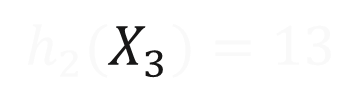 h₂(X₃) = 13